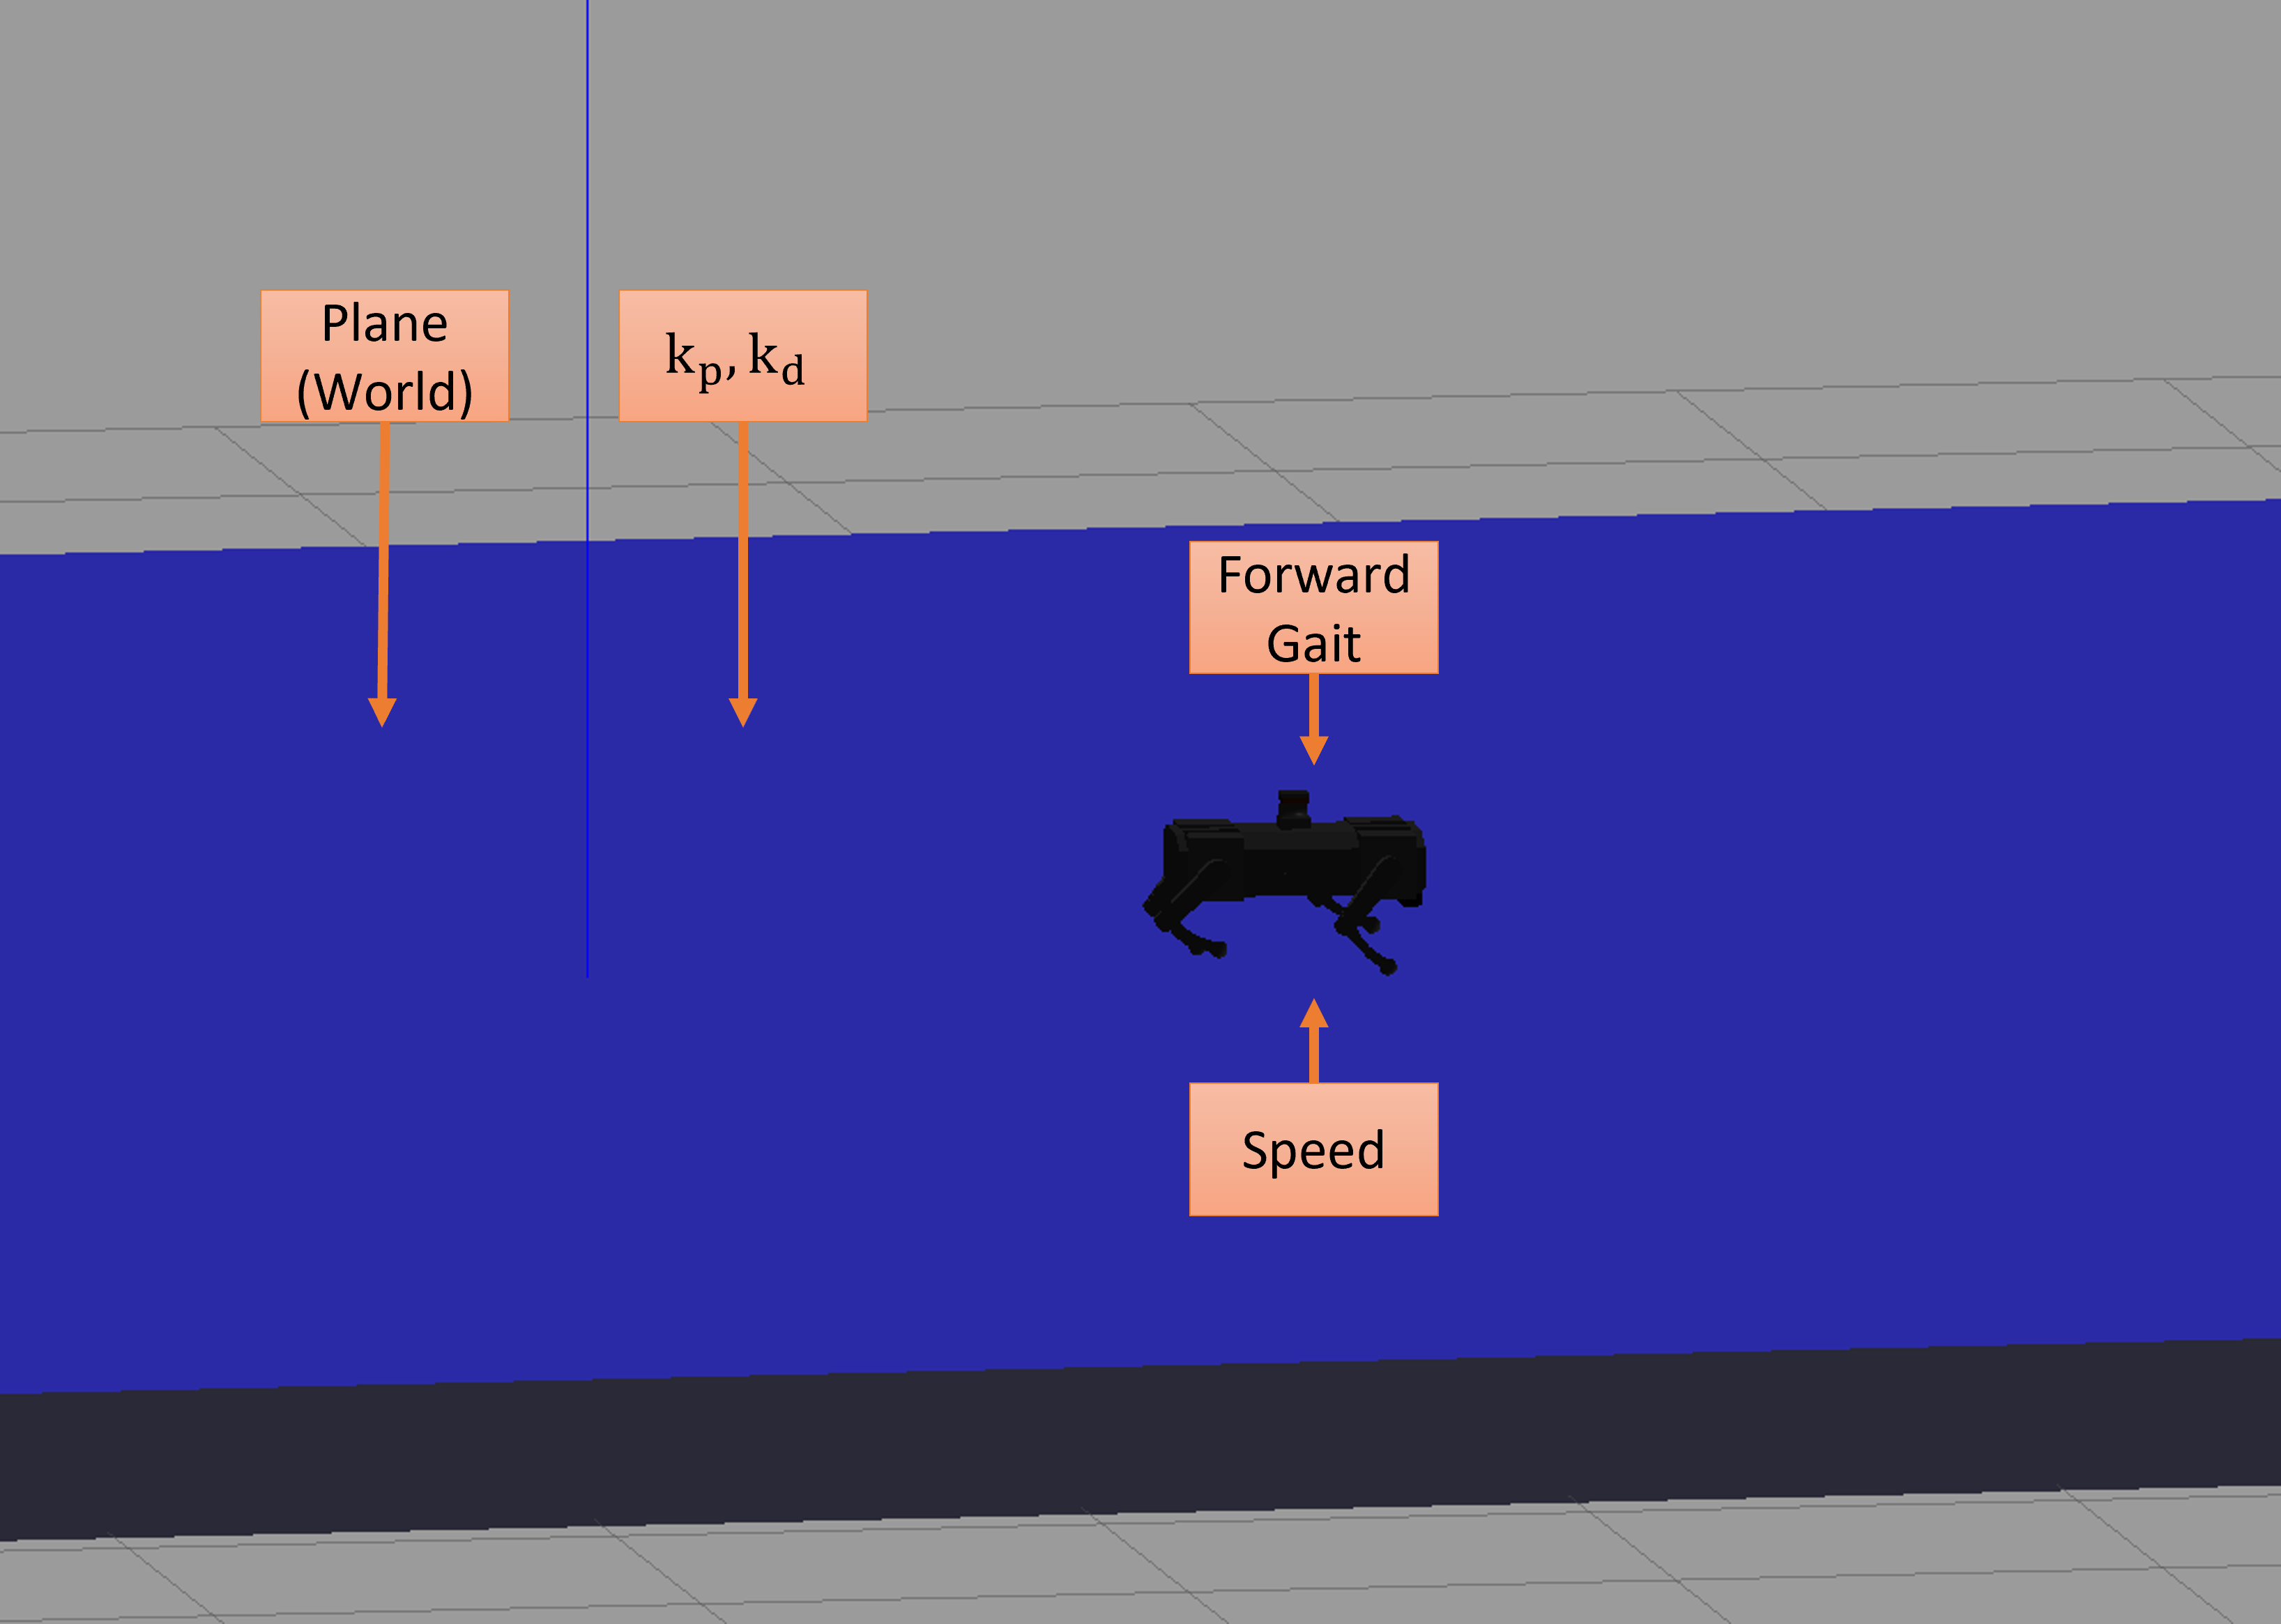 Plane
(World)
kp, kd
Forward
Gait
Speed